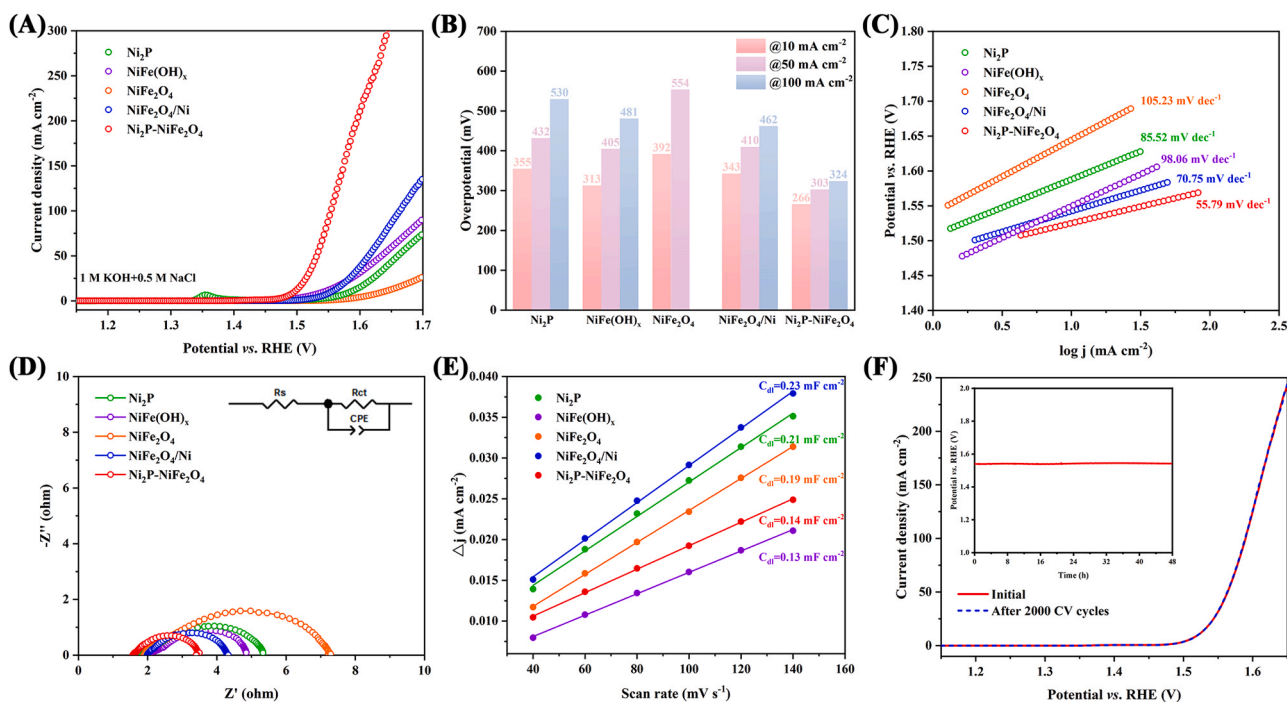 (A)
300
250
200
150
100
50
0
Current density (mA cm⁻²)
Ni₂P
NiFe(OH)ₓ
NiFe₂O₄
NiFe₂O₄/Ni
Ni₂P-NiFe₂O₄
1 M KOH+0.5 M NaCl
1.2 1.3 1.4 1.5 1.6 1.7
Potential vs. RHE (V)
(B)
700
600
500
400
300
200
100
0
Overpotential (mV)
@10 mA cm⁻²
@50 mA cm⁻²
@100 mA cm⁻²
355 432 530
313 405 481
392 554
343 410 462
266 303 324
Ni₂P NiFe(OH)ₓ NiFe₂O₄ NiFe₂O₄/Ni Ni₂P-NiFe₂O₄
(C)
1.80
1.75
1.70
1.65
1.60
1.55
1.50
1.45
1.40
Potential vs. RHE (V)
Ni₂P
NiFe(OH)ₓ
NiFe₂O₄
NiFe₂O₄/Ni
Ni₂P-NiFe₂O₄
105.23 mV dec⁻¹
85.52 mV dec⁻¹
98.06 mV dec⁻¹
70.75 mV dec⁻¹
55.79 mV dec⁻¹
0.0 0.5 1.0 1.5 2.0 2.5
log j (mA cm⁻²)
(D)
10
8
6
4
2
0
-Z'' (ohm)
Ni₂P
NiFe(OH)ₓ
NiFe₂O₄
NiFe₂O₄/Ni
Ni₂P-NiFe₂O₄
Rs Rct
CPE
0 2 4 6 8 10
Z' (ohm)
(E)
0.040
0.035
0.030
0.025
0.020
0.015
0.010
△j (mA cm⁻²)
Ni₂P
NiFe(OH)ₓ
NiFe₂O₄
NiFe₂O₄/Ni
Ni₂P-NiFe₂O₄
C_dl=0.23 mF cm⁻²
C_dl=0.21 mF cm⁻²
C_dl=0.19 mF cm⁻²
C_dl=0.14 mF cm⁻²
C_dl=0.13 mF cm⁻²
40 60 80 100 120 140 160
Scan rate (mV s⁻¹)
(F)
250
200
150
100
50
0
Current density (mA cm⁻²)
2.0
1.8
1.6
1.4
1.2
1.0
Potential vs. RHE (V)
0 8 16 24 32 40 48
Time (h)
Initial
After 2000 CV cycles
1.2 1.3 1.4 1.5 1.6
Potential vs. RHE (V)